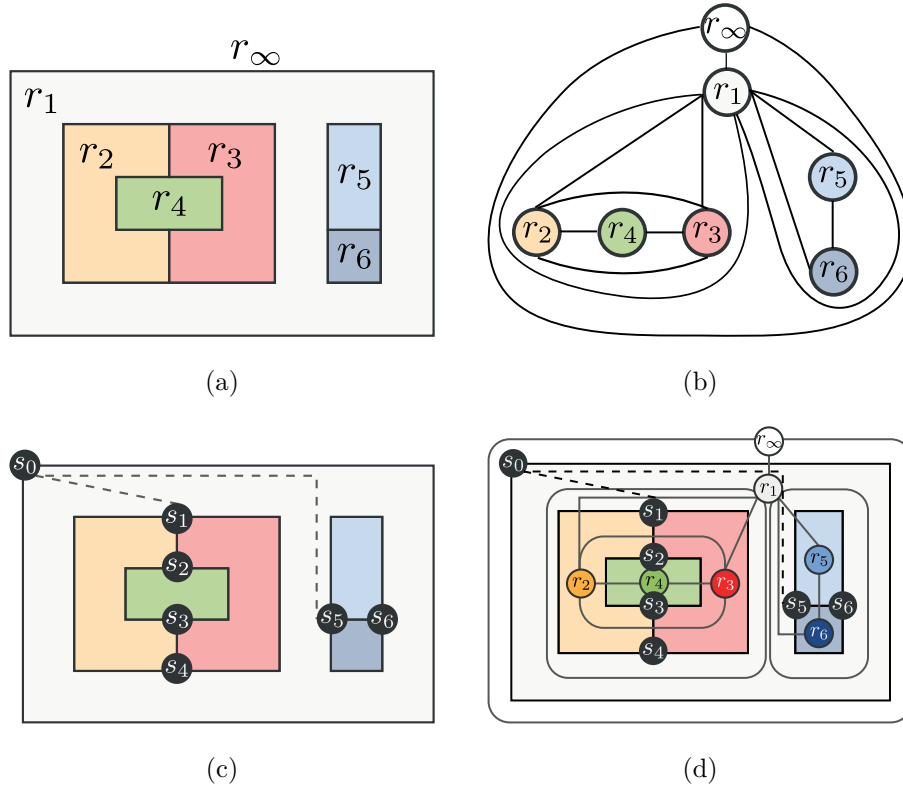 r∞
r1
r2 r3
r4
r5
r6
(a)
r∞
r1
r5
r2 r4 r3
r6
(b)
s0
s1
s2
s3
s5 s6
s4
(c)
r∞
s0
r1
s1
s2
r5
r2 r4 r3
s3
s5 s6
r6
s4
(d)